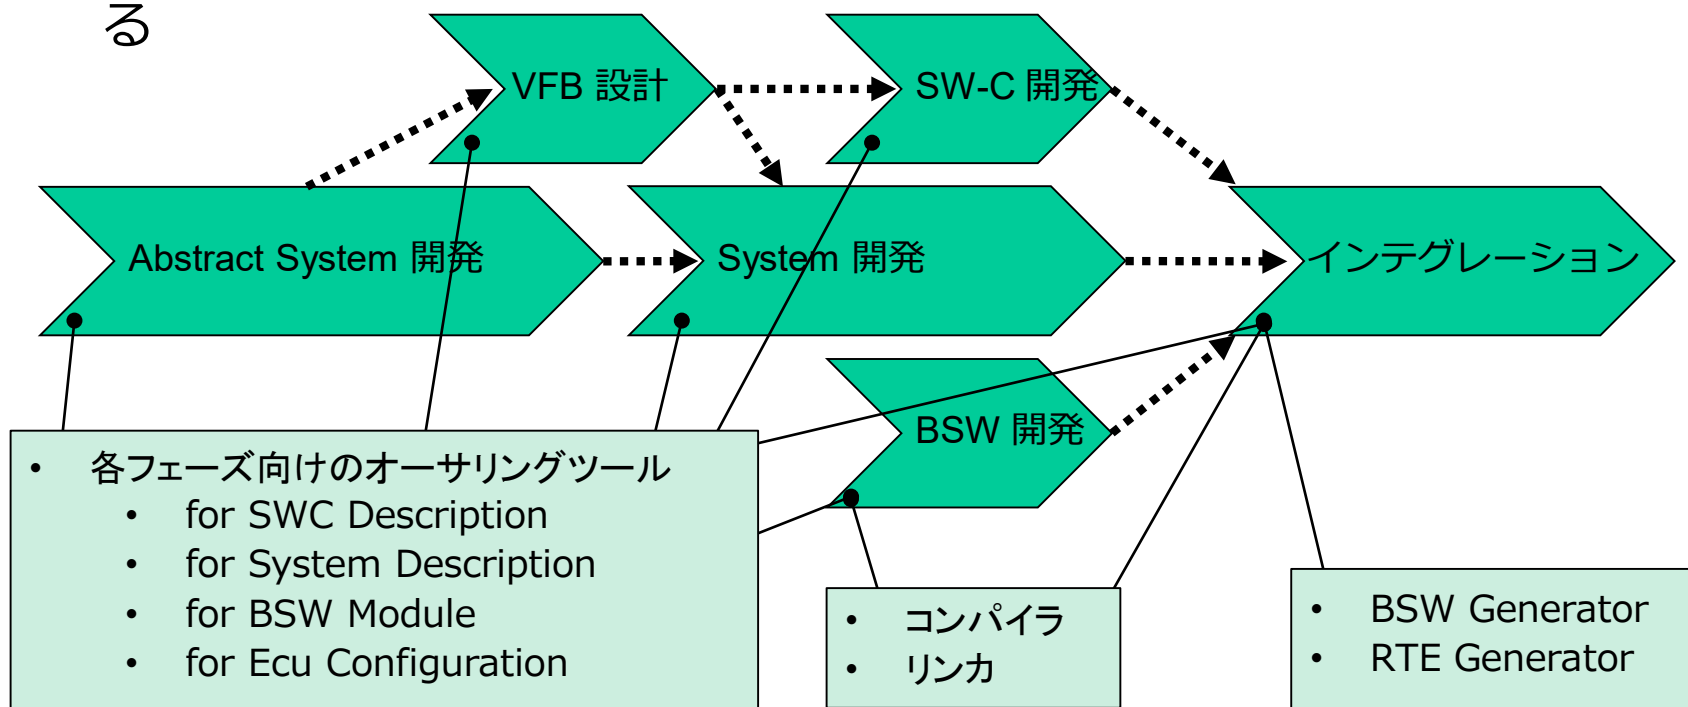 る
VFB 設計
SW-C 開発
Abstract System 開発
System 開発
インテグレーション
BSW 開発
• 各フェーズ向けのオーサリングツール
• for SWC Description
• for System Description
• for BSW Module
• for Ecu Configuration
• コンパイラ
• リンカ
• BSW Generator
• RTE Generator